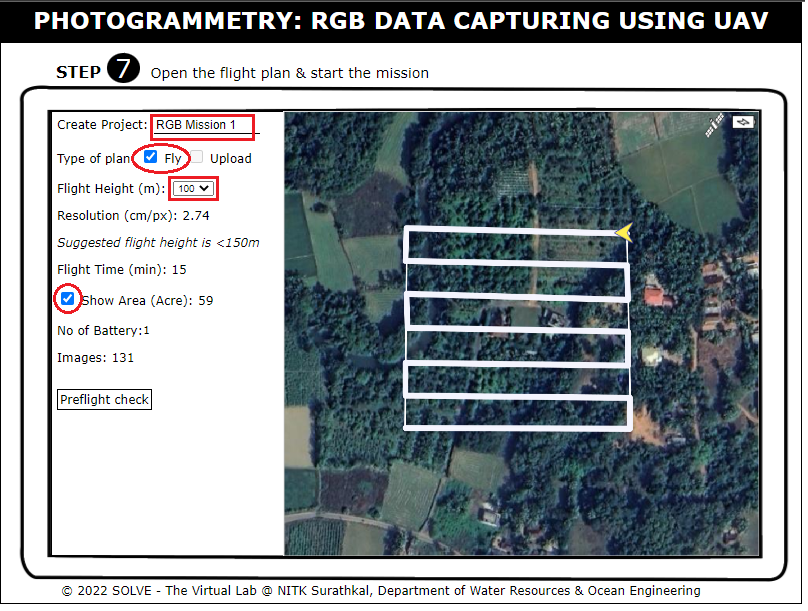 PHOTOGRAMMETRY: RGB DATA CAPTURING USING UAV
STEP 7 Open the flight plan & start the mission
Create Project: RGB Mission 1
Type of plan Fly Upload
Flight Height (m): 100
Resolution (cm/px): 2.74
Suggested flight height is <150m
Flight Time (min): 15
Show Area (Acre): 59
No of Battery:1
Images: 131
Preflight check
© 2022 SOLVE - The Virtual Lab @ NITK Surathkal, Department of Water Resources & Ocean Engineering